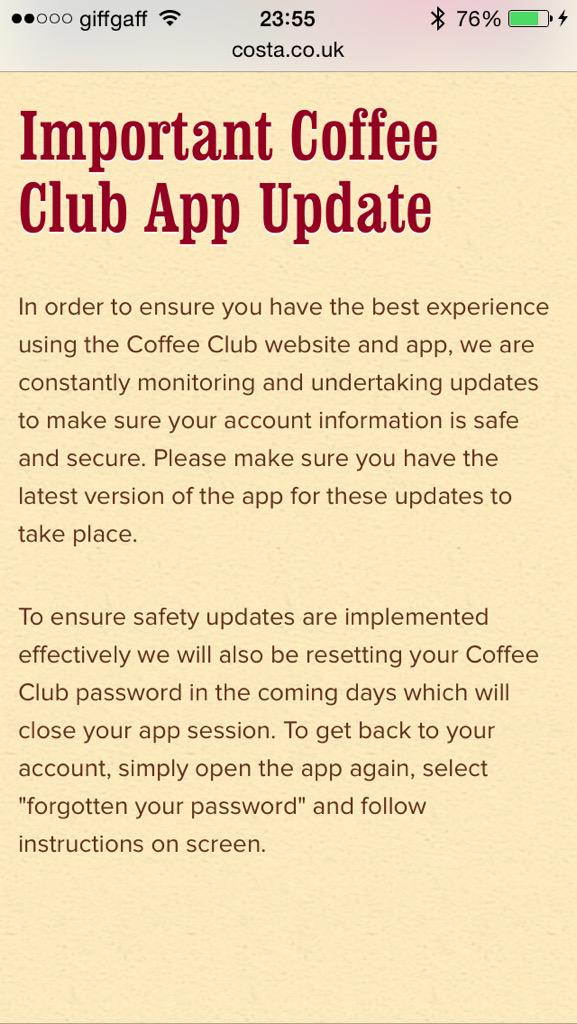 giffgaff 23:55 76%
costa.co.uk
Important Coffee
Club App Update
In order to ensure you have the best experience
using the Coffee Club website and app, we are
constantly monitoring and undertaking updates
to make sure your account information is safe
and secure. Please make sure you have the
latest version of the app for these updates to
take place.
To ensure safety updates are implemented
effectively we will also be resetting your Coffee
Club password in the coming days which will
close your app session. To get back to your
account, simply open the app again, select
"forgotten your password" and follow
instructions on screen.